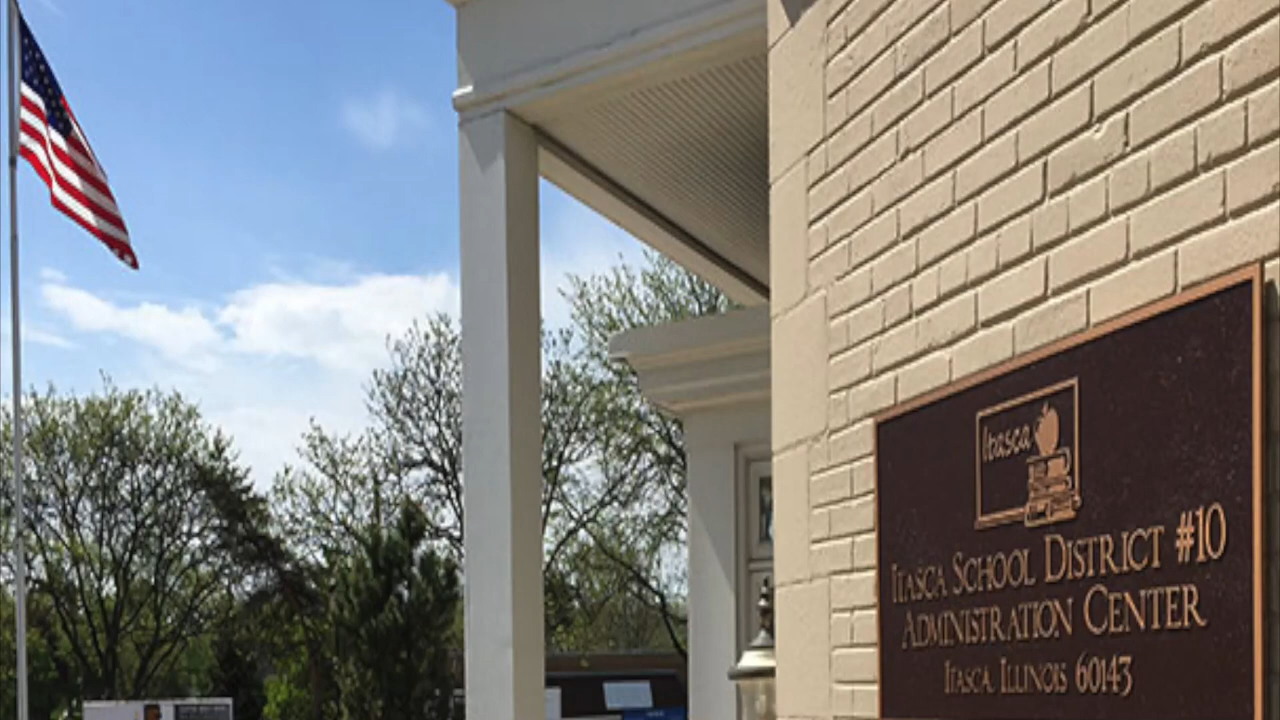 Itasca
ITASCA SCHOOL DISTRICT #10
ADMINISTRATION CENTER
ITASCA, ILLINOIS 60143